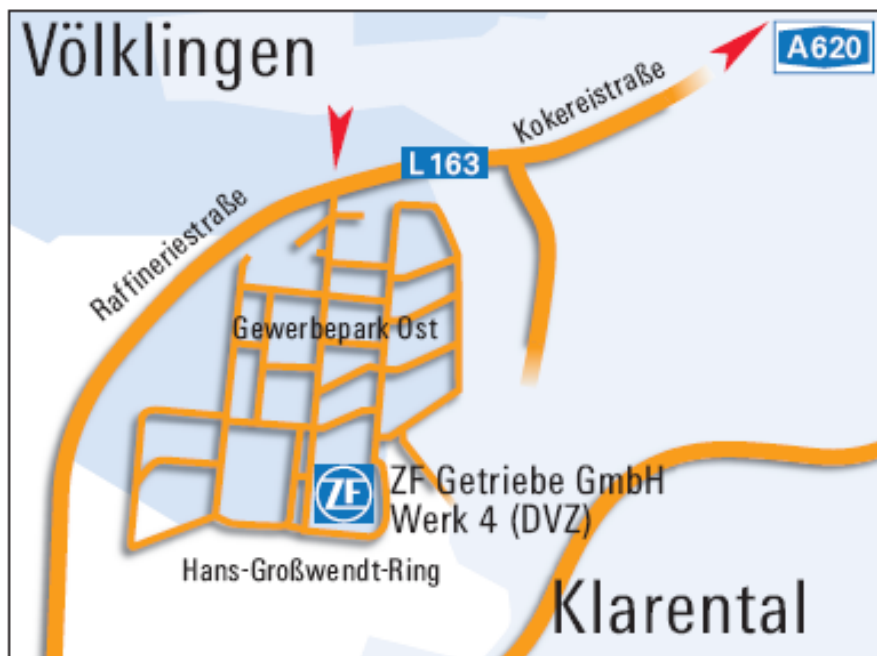 Völklingen
A620
Kokereistraße
L 163
Raffineriestraße
Gewerbepark Ost
ZF
ZF Getriebe GmbH
Werk 4 (DVZ)
Hans-Großwendt-Ring
Klarental